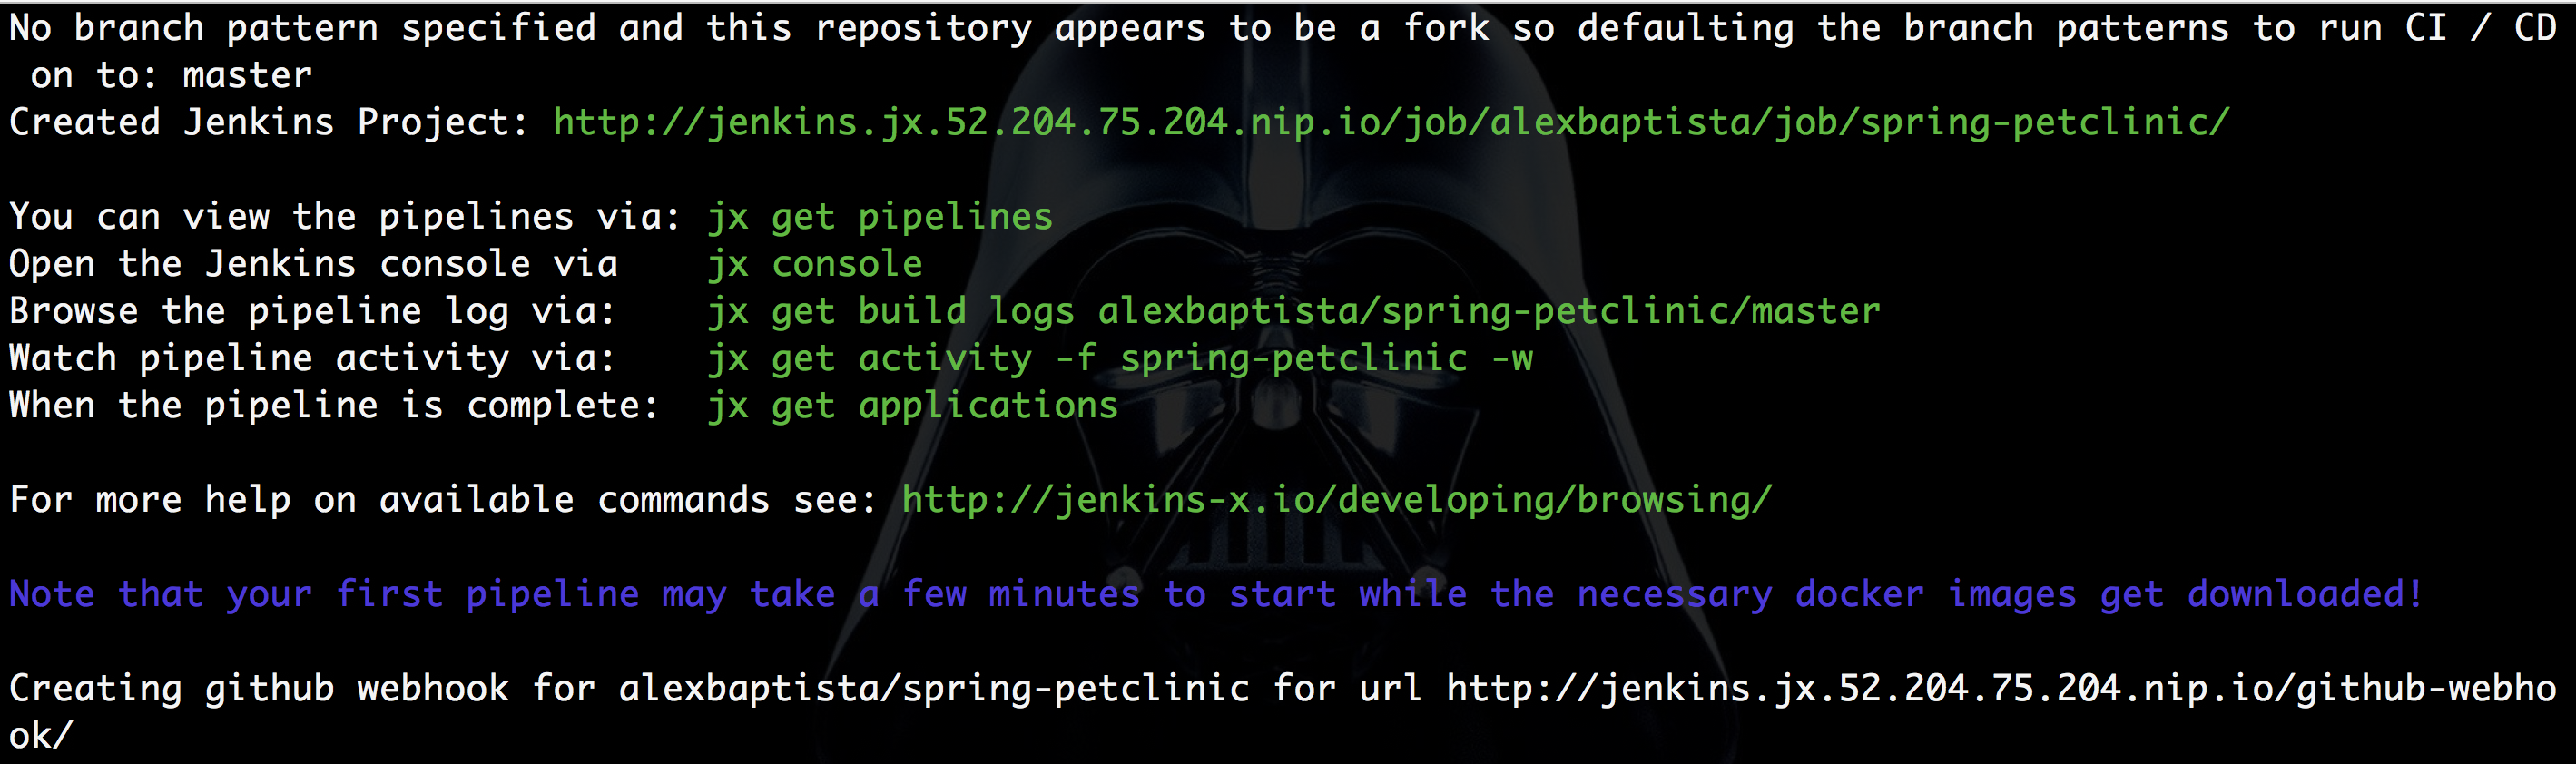 No branch pattern specified and this repository appears to be a fork so defaulting the branch patterns to run CI / CD
 on to: master
Created Jenkins Project: http://jenkins.jx.52.204.75.204.nip.io/job/alexbaptista/job/spring-petclinic/
You can view the pipelines via: jx get pipelines
Open the Jenkins console via    jx console
Browse the pipeline log via:    jx get build logs alexbaptista/spring-petclinic/master
Watch pipeline activity via:    jx get activity -f spring-petclinic -w
When the pipeline is complete:  jx get applications
For more help on available commands see: http://jenkins-x.io/developing/browsing/
Note that your first pipeline may take a few minutes to start while the necessary docker images get downloaded!
Creating github webhook for alexbaptista/spring-petclinic for url http://jenkins.jx.52.204.75.204.nip.io/github-webho
ok/